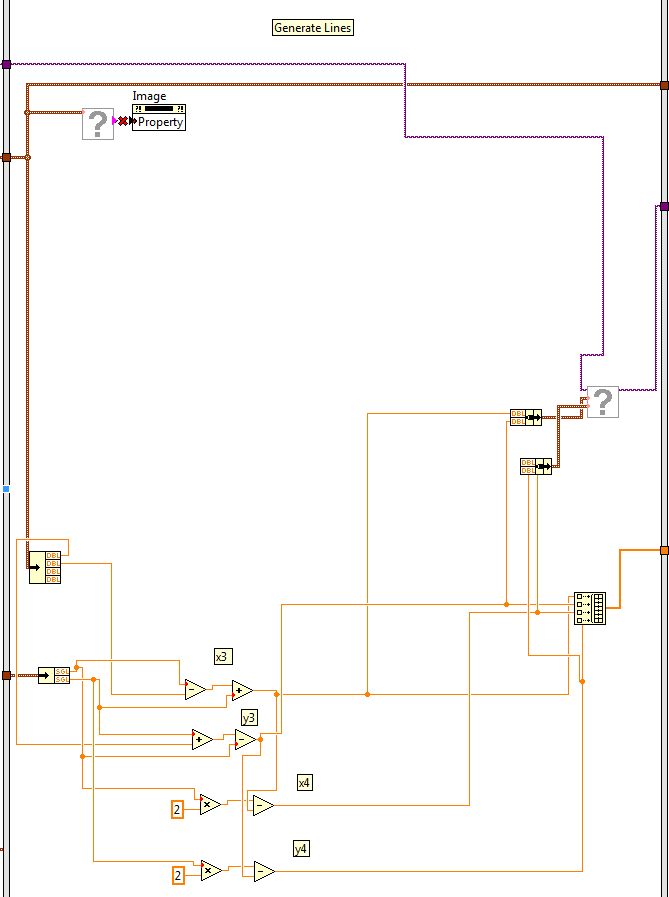 Generate Lines
Image
?
?! ?!
Property
DBL
DBL
?
DBL
DBL
DBL
DBL
DBL
DBL
x3
SGL
SGL
-
+
y3
+
-
x4
2
x
-
y4
2
x
-